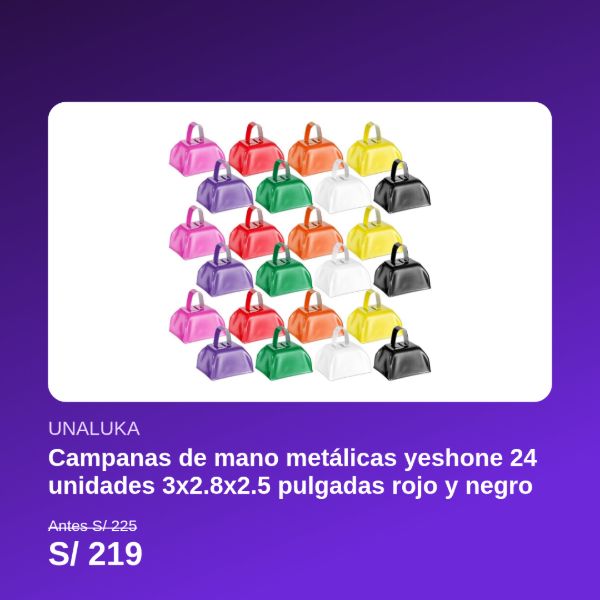 UNALUKA
Campanas de mano metálicas yeshone 24
unidades 3x2.8x2.5 pulgadas rojo y negro
Antes S/ 225
S/ 219